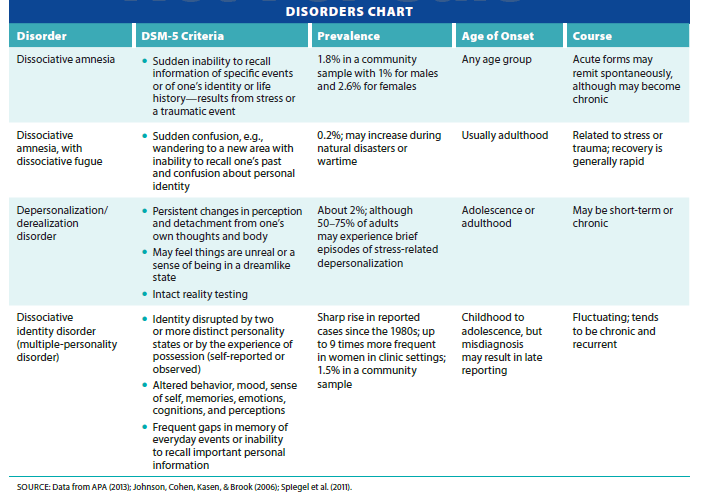 DISORDERS CHART
Disorder
DSM-5 Criteria
Prevalence
Age of Onset
Course
Dissociative amnesia
• Sudden inability to recall
information of specific events
or of one's identity or life
history—results from stress or
a traumatic event
1.8% in a community
sample with 1% for males
and 2.6% for females
Any age group
Acute forms may
remit spontaneously,
although may become
chronic
Dissociative
amnesia, with
dissociative fugue
• Sudden confusion, e.g.,
wandering to a new area with
inability to recall one's past
and confusion about personal
identity
0.2%; may increase during
natural disasters or
wartime
Usually adulthood
Related to stress or
trauma; recovery is
generally rapid
Depersonalization/
derealization
disorder
• Persistent changes in perception
and detachment from one's
own thoughts and body
• May feel things are unreal or a
sense of being in a dreamlike
state
• Intact reality testing
About 2%; although
50–75% of adults
may experience brief
episodes of stress-related
depersonalization
Adolescence or
adulthood
May be short-term or
chronic
Dissociative
identity disorder
(multiple-personality
disorder)
• Identity disrupted by two
or more distinct personality
states or by the experience of
possession (self-reported or
observed)
• Altered behavior, mood, sense
of self, memories, emotions,
cognitions, and perceptions
• Frequent gaps in memory of
everyday events or inability
to recall important personal
information
Sharp rise in reported
cases since the 1980s; up
to 9 times more frequent
in women in clinic settings;
1.5% in a community
sample
Childhood to
adolescence, but
misdiagnosis
may result in late
reporting
Fluctuating; tends
to be chronic and
recurrent
SOURCE: Data from APA (2013); Johnson, Cohen, Kasen, & Brook (2006); Spiegel et al. (2011).